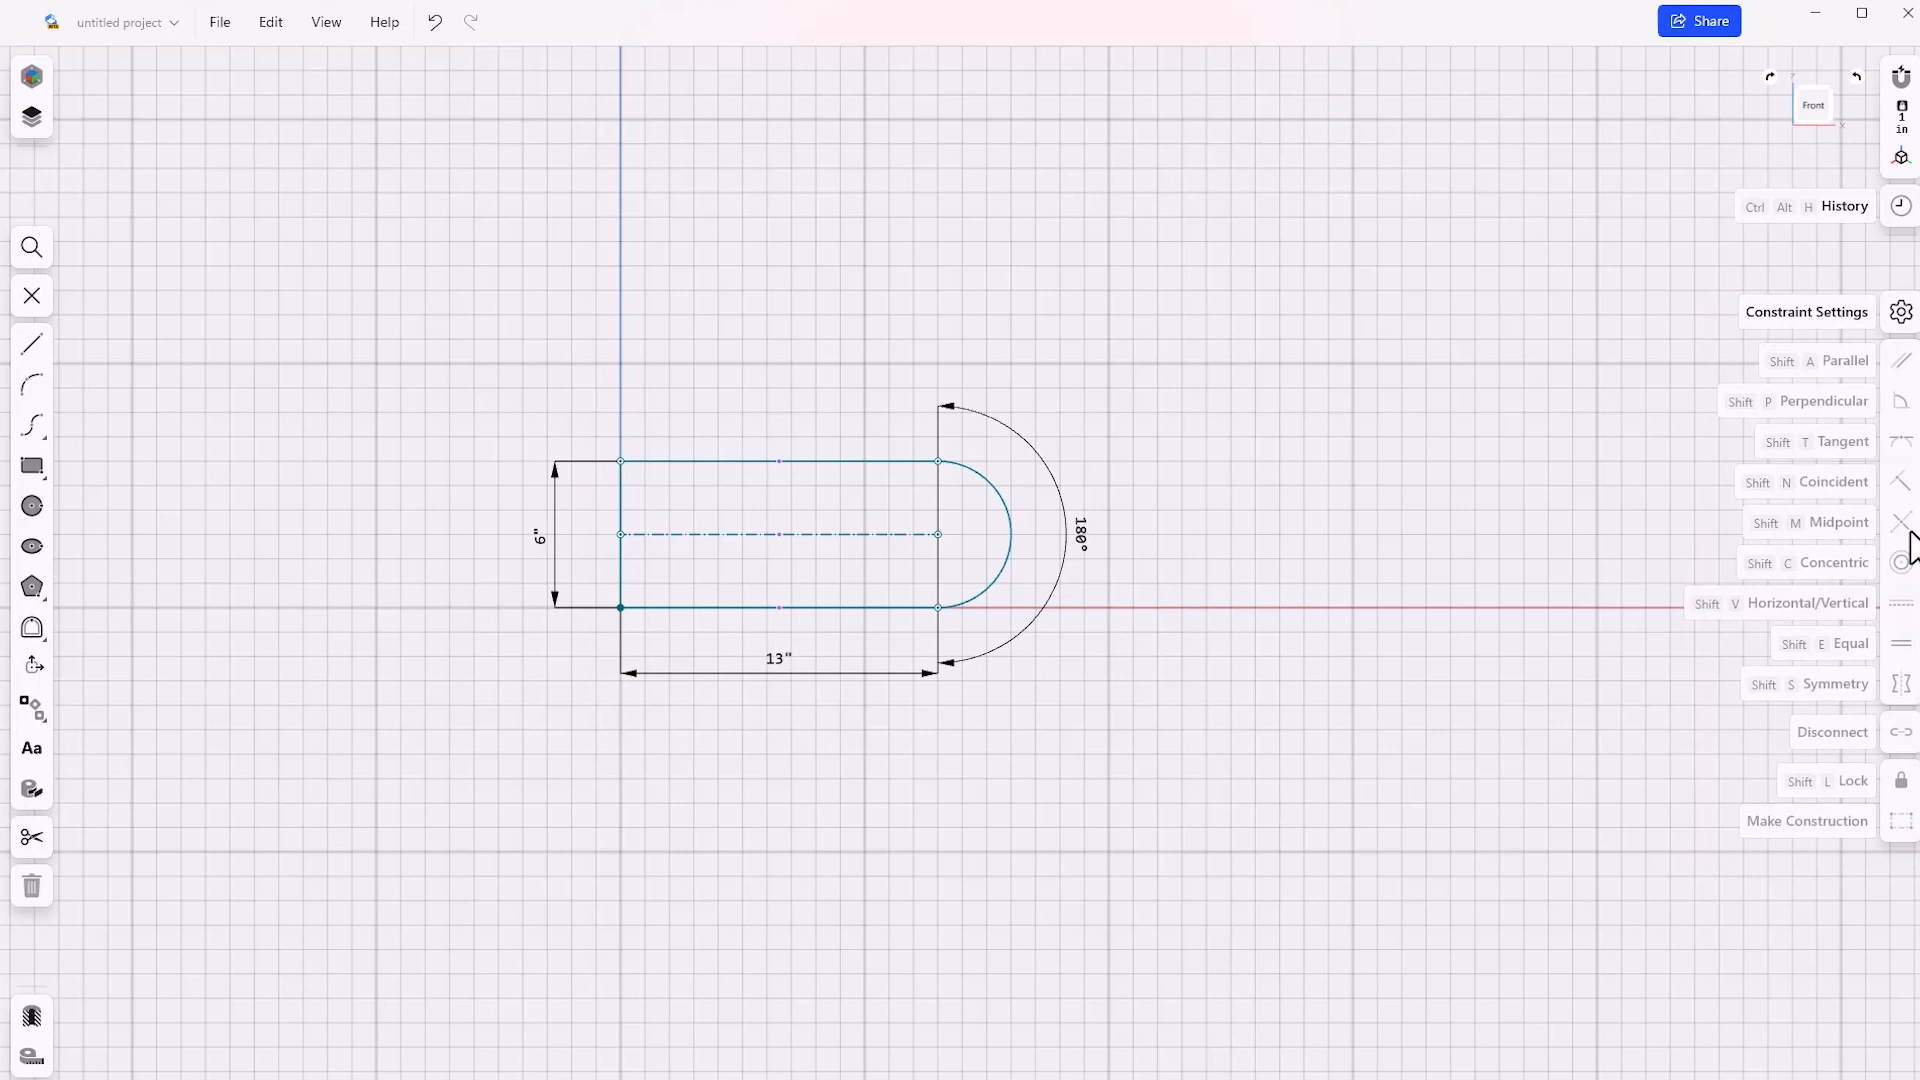 untitled project File Edit View Help Share
Front
Z
X
1
in
Ctrl Alt H History
Constraint Settings
Shift A Parallel
Shift P Perpendicular
Shift T Tangent
Shift N Coincident
Shift M Midpoint
Shift C Concentric
Shift V Horizontal/Vertical
Shift E Equal
Shift S Symmetry
Disconnect
Shift L Lock
Make Construction
6"
180°
13"
Aa